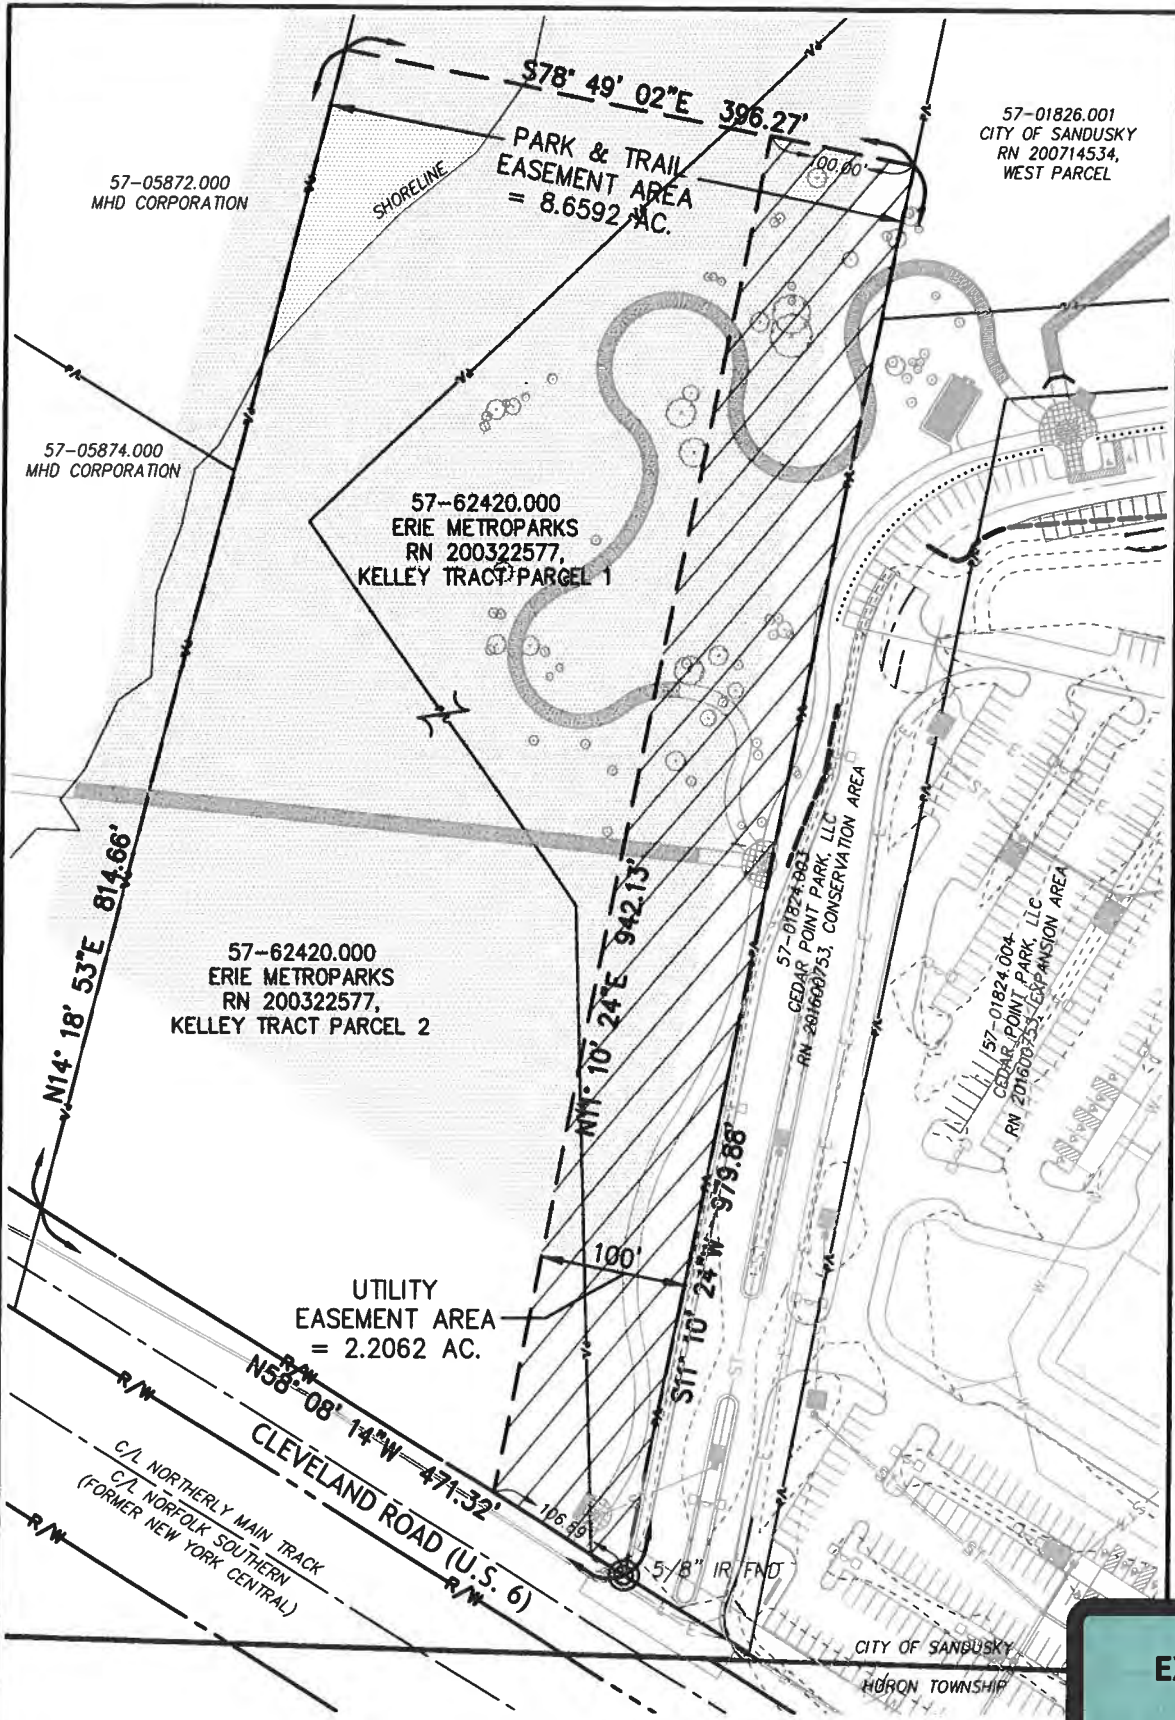 S78° 49' 02"E 396.27'
PARK & TRAIL
EASEMENT AREA
= 8.6592 AC.
100.00'
57-01826.001
CITY OF SANDUSKY
RN 200714534,
WEST PARCEL
57-05872.000
MHD CORPORATION
SHORELINE
57-05874.000
MHD CORPORATION
57-62420.000
ERIE METROPARKS
RN 200322577,
KELLEY TRACT PARCEL 1
N14° 18' 53"E 814.66'
57-62420.000
ERIE METROPARKS
RN 200322577,
KELLEY TRACT PARCEL 2
N11° 10' 24"E 942.13'
57-01824.003
CEDAR POINT PARK, LLC
RN 201600753, CONSERVATION AREA
57-01824.004
CEDAR POINT PARK, LLC
RN 201600753, EXPANSION AREA
S11° 10' 24"W 979.88'
100'
UTILITY
EASEMENT AREA
= 2.2062 AC.
R/W
N58° 08' 14"W 471.32'
R/W
CLEVELAND ROAD (U.S. 6)
R/W
C/L NORTHERLY MAIN TRACK
C/L NORFOLK SOUTHERN
(FORMER NEW YORK CENTRAL)
R/W
106.89'
5/8" IR FND
CITY OF SANDUSKY
HURON TOWNSHIP